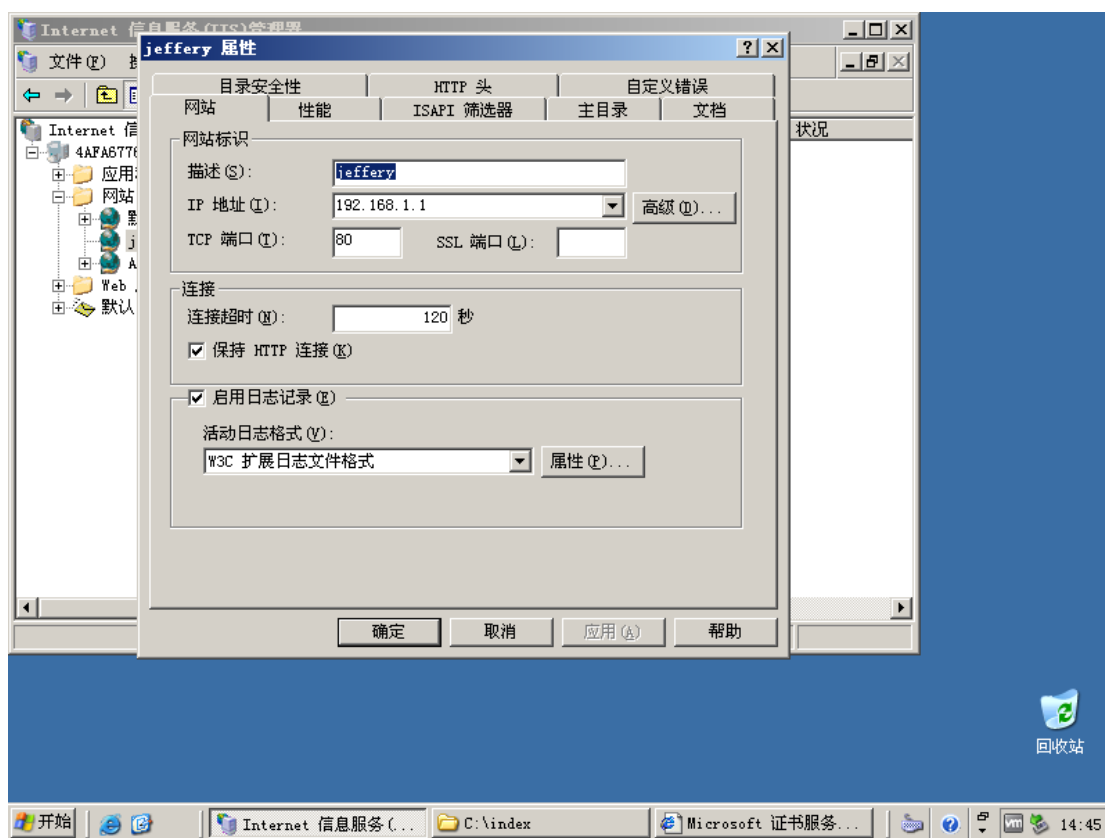 Internet 信息服务(IIS)管理器
jeffery 属性
文件(F)
目录安全性 HTTP 头 自定义错误
网站 性能 ISAPI 筛选器 主目录 文档
Internet 信
状况
网站标识
4AFA6776
描述(S): jeffery
应用
网站
IP 地址(I): 192.168.1.1 高级(D)...
TCP 端口(T): 80 SSL 端口(L):
j
A
连接
Web
默认
连接超时(N): 120 秒
保持 HTTP 连接(K)
启用日志记录(E)
活动日志格式(V):
W3C 扩展日志文件格式 属性(P)...
确定 取消 应用(A) 帮助
回收站
开始 Internet 信息服务(... C:\index Microsoft 证书服务... 14:45